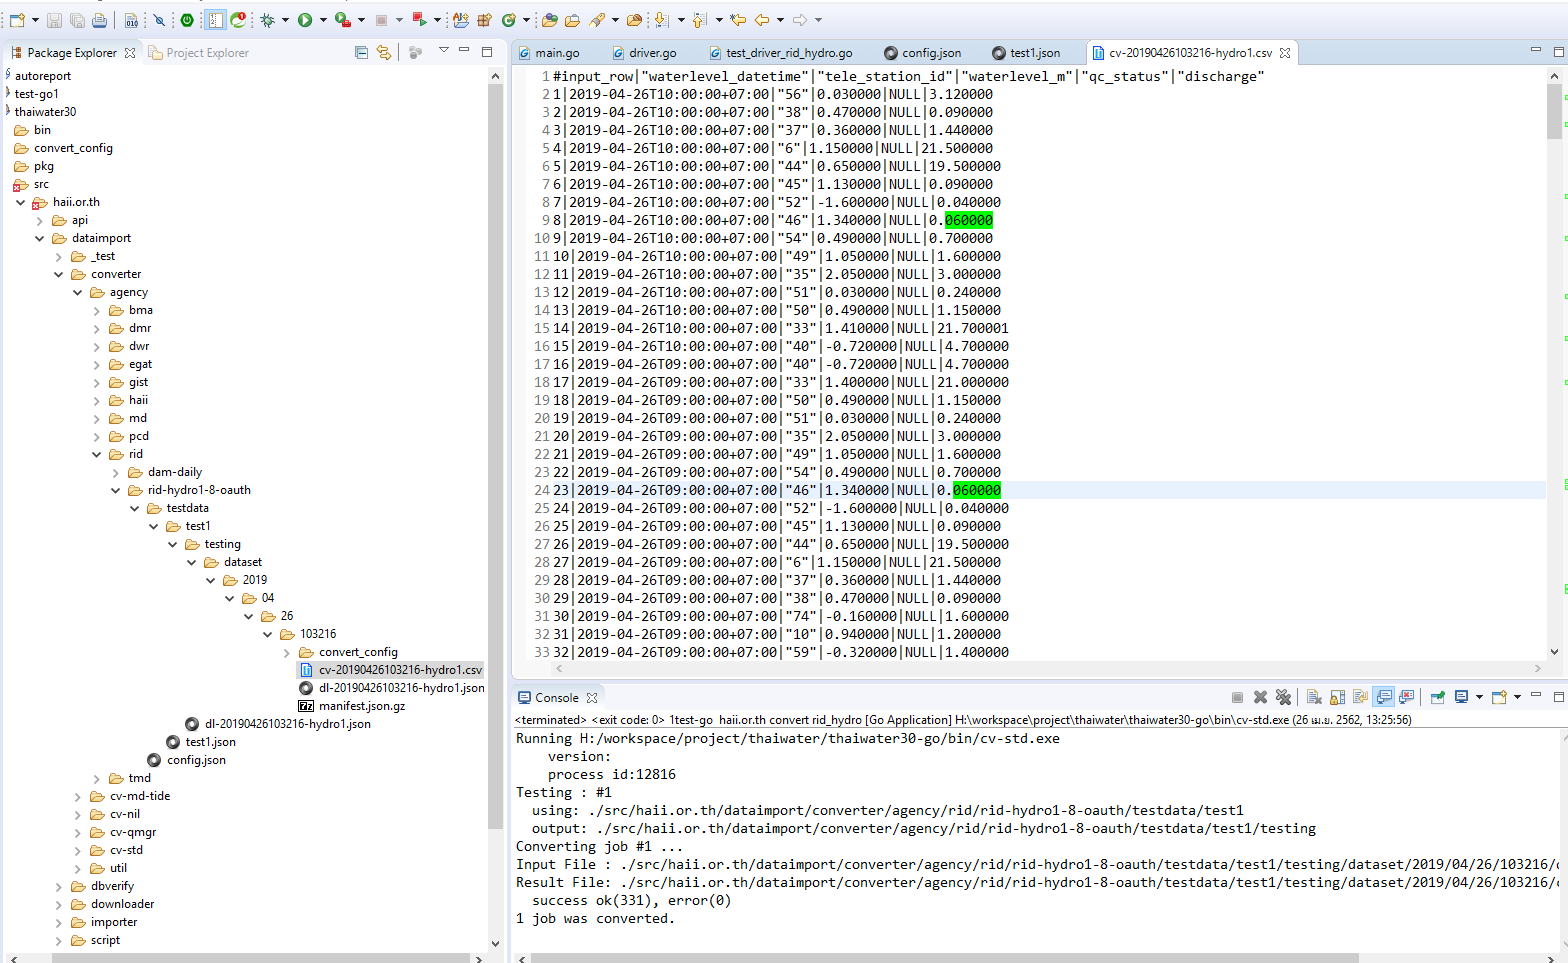 Package Explorer
Project Explorer
autoreport
test-go1
thaiwater30
bin
convert_config
pkg
src
haii.or.th
api
dataimport
_test
converter
agency
bma
dmr
dwr
egat
gist
haii
md
pcd
rid
dam-daily
rid-hydro1-8-oauth
testdata
test1
testing
dataset
2019
04
26
103216
convert_config
cv-20190426103216-hydro1.csv
dl-20190426103216-hydro1.json
manifest.json.gz
dl-20190426103216-hydro1.json
test1.json
config.json
tmd
cv-md-tide
cv-nil
cv-qmgr
cv-std
util
dbverify
downloader
importer
script
main.go
driver.go
test_driver_rid_hydro.go
config.json
test1.json
cv-20190426103216-hydro1.csv
1 #input_row|"waterlevel_datetime"|"tele_station_id"|"waterlevel_m"|"qc_status"|"discharge"
2 1|2019-04-26T10:00:00+07:00|"56"|0.030000|NULL|3.120000
3 2|2019-04-26T10:00:00+07:00|"38"|0.470000|NULL|0.090000
4 3|2019-04-26T10:00:00+07:00|"37"|0.360000|NULL|1.440000
5 4|2019-04-26T10:00:00+07:00|"6"|1.150000|NULL|21.500000
6 5|2019-04-26T10:00:00+07:00|"44"|0.650000|NULL|19.500000
7 6|2019-04-26T10:00:00+07:00|"45"|1.130000|NULL|0.090000
8 7|2019-04-26T10:00:00+07:00|"52"|-1.600000|NULL|0.040000
9 8|2019-04-26T10:00:00+07:00|"46"|1.340000|NULL|0.060000
10 9|2019-04-26T10:00:00+07:00|"54"|0.490000|NULL|0.700000
11 10|2019-04-26T10:00:00+07:00|"49"|1.050000|NULL|1.600000
12 11|2019-04-26T10:00:00+07:00|"35"|2.050000|NULL|3.000000
13 12|2019-04-26T10:00:00+07:00|"51"|0.030000|NULL|0.240000
14 13|2019-04-26T10:00:00+07:00|"50"|0.490000|NULL|1.150000
15 14|2019-04-26T10:00:00+07:00|"33"|1.410000|NULL|21.700001
16 15|2019-04-26T10:00:00+07:00|"40"|-0.720000|NULL|4.700000
17 16|2019-04-26T09:00:00+07:00|"40"|-0.720000|NULL|4.700000
18 17|2019-04-26T09:00:00+07:00|"33"|1.400000|NULL|21.000000
19 18|2019-04-26T09:00:00+07:00|"50"|0.490000|NULL|1.150000
20 19|2019-04-26T09:00:00+07:00|"51"|0.030000|NULL|0.240000
21 20|2019-04-26T09:00:00+07:00|"35"|2.050000|NULL|3.000000
22 21|2019-04-26T09:00:00+07:00|"49"|1.050000|NULL|1.600000
23 22|2019-04-26T09:00:00+07:00|"54"|0.490000|NULL|0.700000
24 23|2019-04-26T09:00:00+07:00|"46"|1.340000|NULL|0.060000
25 24|2019-04-26T09:00:00+07:00|"52"|-1.600000|NULL|0.040000
26 25|2019-04-26T09:00:00+07:00|"45"|1.130000|NULL|0.090000
27 26|2019-04-26T09:00:00+07:00|"44"|0.650000|NULL|19.500000
28 27|2019-04-26T09:00:00+07:00|"6"|1.150000|NULL|21.500000
29 28|2019-04-26T09:00:00+07:00|"37"|0.360000|NULL|1.440000
30 29|2019-04-26T09:00:00+07:00|"38"|0.470000|NULL|0.090000
31 30|2019-04-26T09:00:00+07:00|"74"|-0.160000|NULL|1.600000
32 31|2019-04-26T09:00:00+07:00|"10"|0.940000|NULL|1.200000
33 32|2019-04-26T09:00:00+07:00|"59"|-0.320000|NULL|1.400000
Console
<terminated> <exit code: 0> 1test-go haii.or.th convert rid_hydro [Go Application] H:\workspace\project\thaiwater\thaiwater30-go\bin\cv-std.exe (26 เม.ย. 2562, 13:25:56)
Running H:/workspace/project/thaiwater/thaiwater30-go/bin/cv-std.exe
version:
process id:12816
Testing : #1
using: ./src/haii.or.th/dataimport/converter/agency/rid/rid-hydro1-8-oauth/testdata/test1
output: ./src/haii.or.th/dataimport/converter/agency/rid/rid-hydro1-8-oauth/testdata/test1/testing
Converting job #1 ...
Input File : ./src/haii.or.th/dataimport/converter/agency/rid/rid-hydro1-8-oauth/testdata/test1/testing/dataset/2019/04/26/103216/
Result File: ./src/haii.or.th/dataimport/converter/agency/rid/rid-hydro1-8-oauth/testdata/test1/testing/dataset/2019/04/26/103216/
success ok(331), error(0)
1 job was converted.